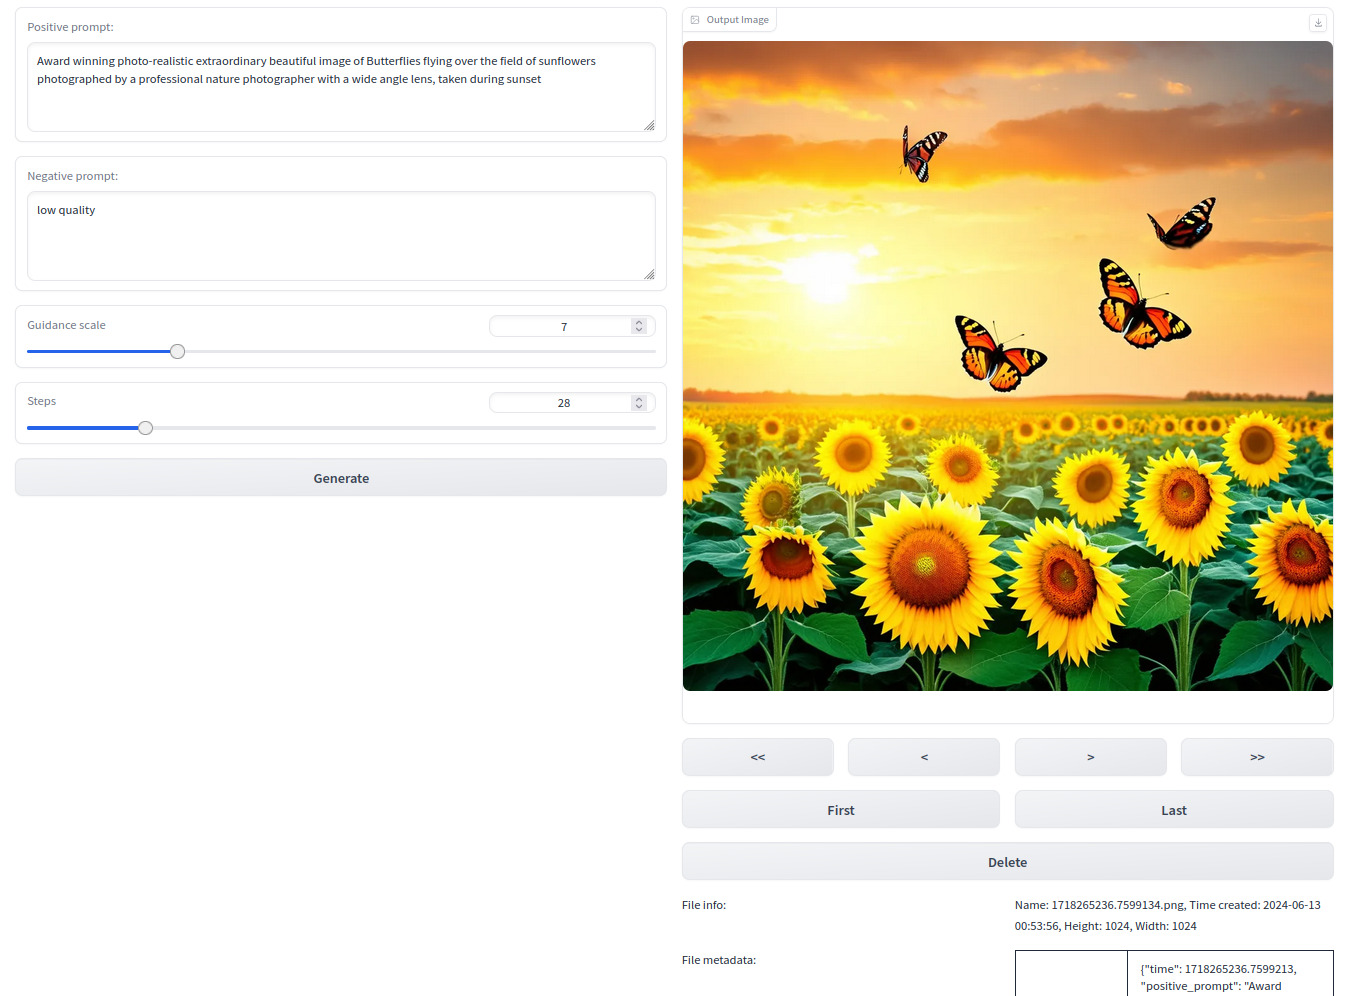 Positive prompt:
Award winning photo-realistic extraordinary beautiful image of Butterflies flying over the field of sunflowers
photographed by a professional nature photographer with a wide angle lens, taken during sunset
Negative prompt:
low quality
Guidance scale
7
Steps
28
Generate
Output Image
<<
<
>
>>
First
Last
Delete
File info:
Name: 1718265236.7599134.png, Time created: 2024-06-13
00:53:56, Height: 1024, Width: 1024
File metadata:
{"time": 1718265236.7599213,
"positive_prompt": "Award